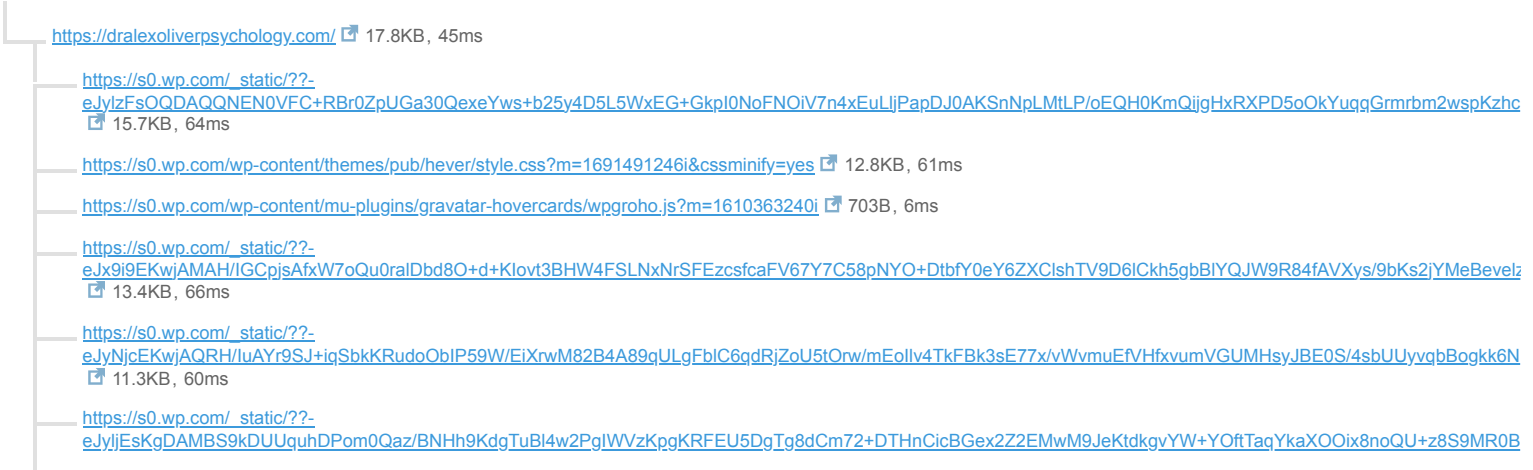 https://dralexoliverpsychology.com/ 17.8KB, 45ms
https://s0.wp.com/_static/??-
eJylzFsOQDAQQNEN0VFC+RBr0ZpUGa30QexeYws+b25y4D5L5WxEG+GkpI0NoFNOiV7n4xEuLljPapDJ0AKSnNpLMtLP/oEQH0KmQijgHxRXPD5oOkYuqqGrmrbm2wspKzhc
15.7KB, 64ms
https://s0.wp.com/wp-content/themes/pub/hever/style.css?m=1691491246i&cssminify=yes 12.8KB, 61ms
https://s0.wp.com/wp-content/mu-plugins/gravatar-hovercards/wpgroho.js?m=1610363240i 703B, 6ms
https://s0.wp.com/_static/??-
eJx9i9EKwjAMAH/IGCpjsAfxW7oQu0ralDbd8O+d+KIovt3BHW4FSLNxNrSFEzcsfcaFV67Y7C58pNYO+DtbfY0eY6ZXClshTV9D6lCkh5gbBlYQJW9R84fAVXys/9bKs2jYMeBevelz
13.4KB, 66ms
https://s0.wp.com/_static/??-
eJyNjcEKwjAQRH/IuAYr9SJ+iqSbkKRudoObIP59W/EiXrwM82B4A89qULgFblC6qdRjZoU5tOrw/mEoIlv4TkFBk3sE77x/vWvmuEfVHfxvumVGUMHsyJBE0S/4sbUUyvqbBogkk6N
11.3KB, 60ms
https://s0.wp.com/_static/??-
eJyljEsKgDAMBS9kDUUquhDPom0Qaz/BNHh9KdgTuBl4w2PgIWVzKpgKRFEU5DgTg8dCm72+DTHnCicBGex2Z2EMwM9JeKtdkgvYW+YOftTaqYkaXOOix8noQU+z8S9MR0B